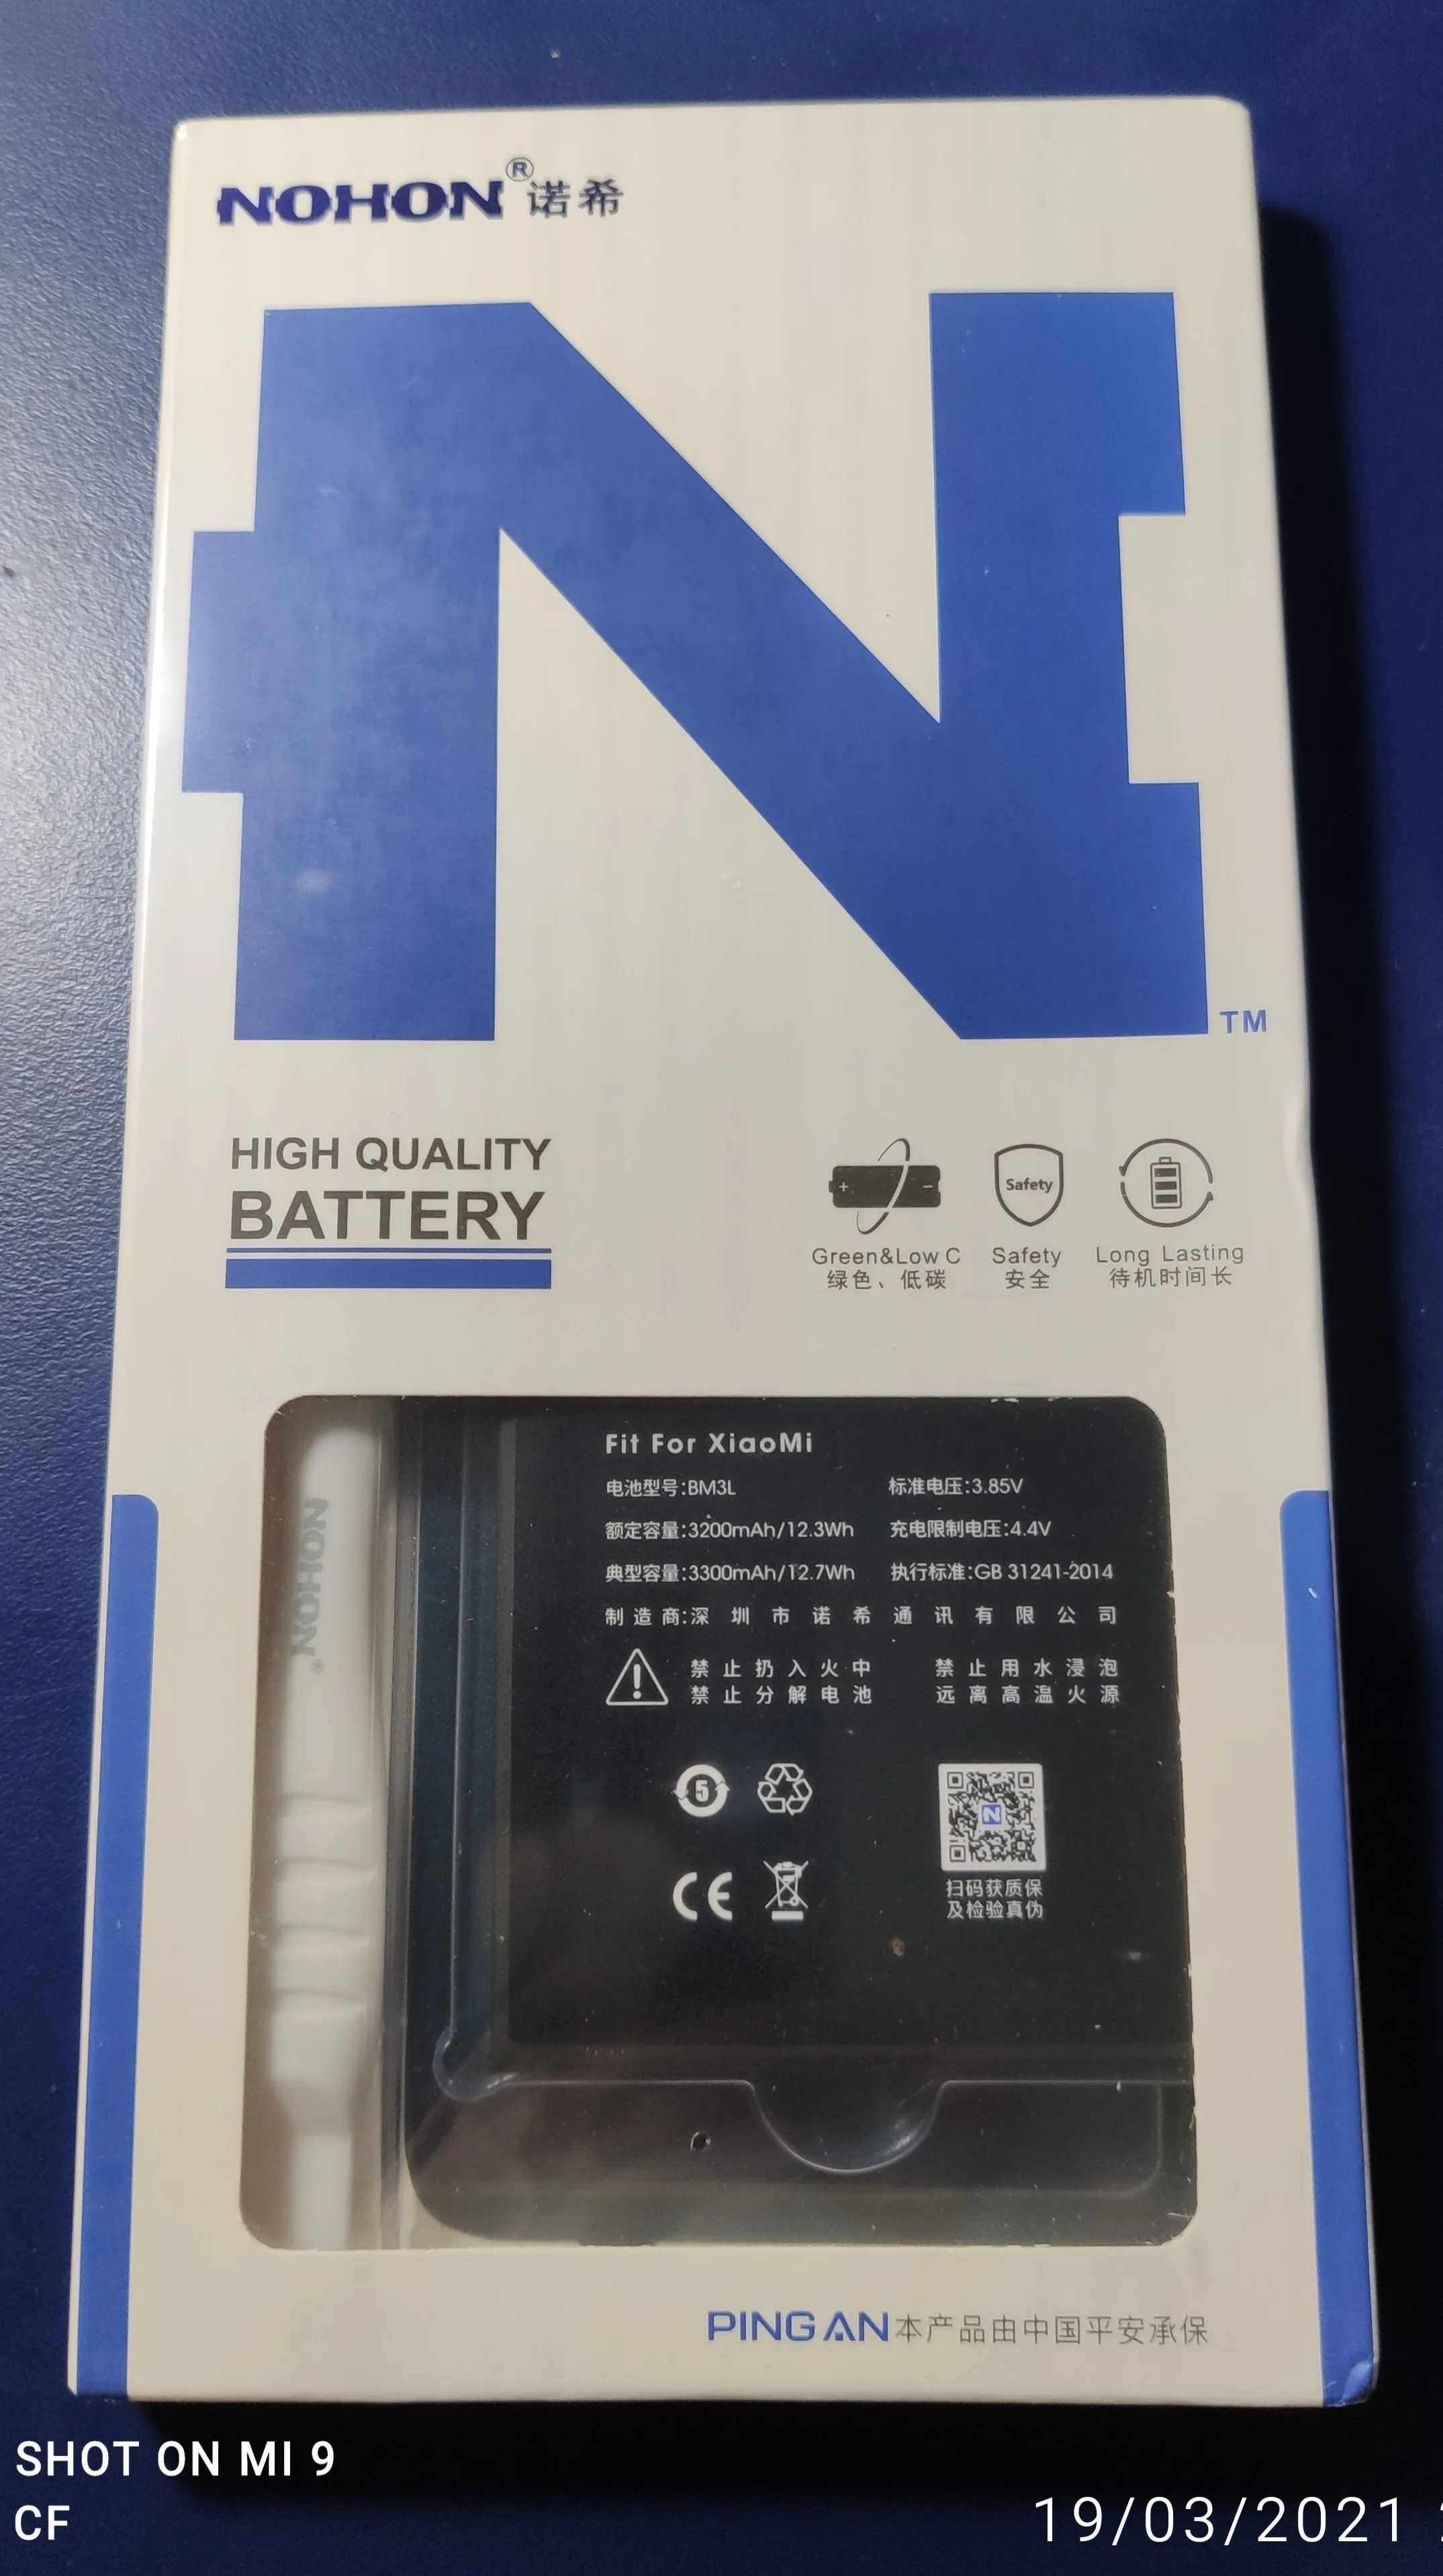 NOHON® 诺希
TM
HIGH QUALITY
BATTERY
Safety
Green&Low C Safety Long Lasting
绿色、低碳 安全 待机时间长
NOHON®
Fit For XiaoMi
电池型号:BM3L 标准电压:3.85V
额定容量:3200mAh/12.3Wh 充电限制电压:4.4V
典型容量:3300mAh/12.7Wh 执行标准:GB 31241-2014
制造商:深圳市诺希通讯有限公司
禁止扔入火中 禁止用水浸泡
禁止分解电池 远离高温火源
5
N
CE
扫码获质保
及检验真伪
PINGAN 本产品由中国平安承保
SHOT ON MI 9
CF
19/03/2021